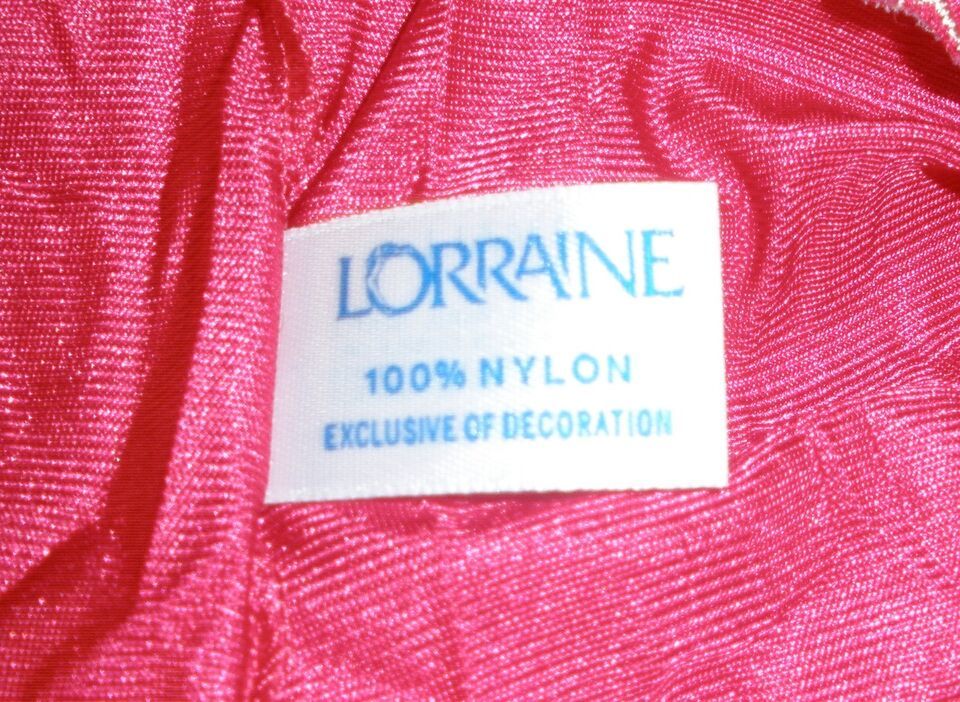 LORRAINE
100% NYLON
EXCLUSIVE OF DECORATION